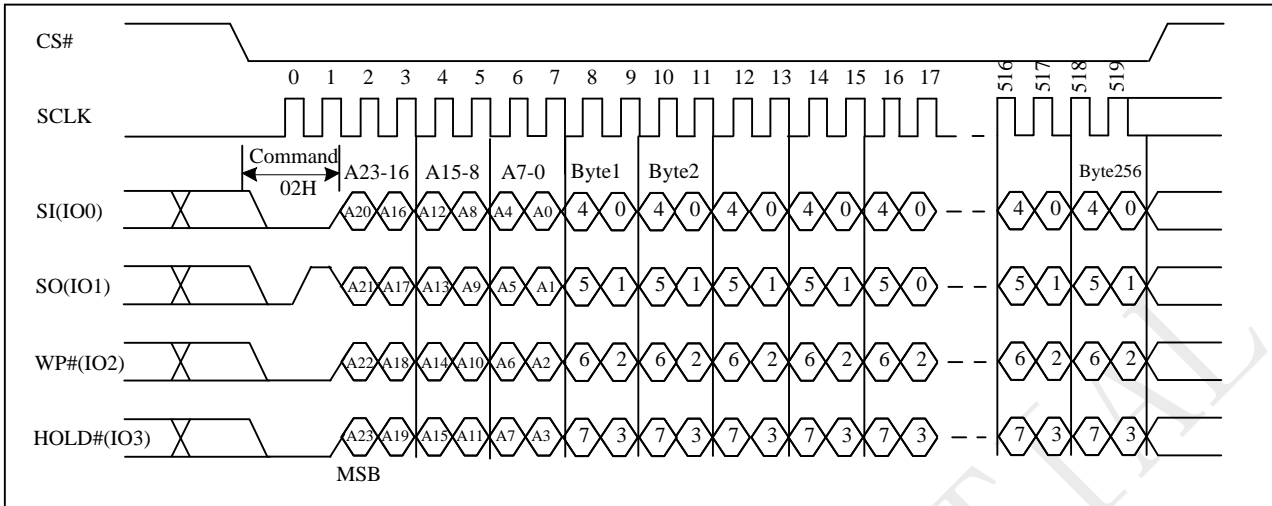 CS#
0 1 2 3 4 5 6 7 8 9 10 11 12 13 14 15 16 17 516 517 518 519
SCLK
Command A23-16 A15-8 A7-0 Byte1 Byte2 Byte256
02H
SI(IO0) A20 A16 A12 A8 A4 A0 4 0 4 0 4 0 4 0 4 0 4 0 4 0
SO(IO1) A21 A17 A13 A9 A5 A1 5 1 5 1 5 1 5 1 5 0 5 1 5 1
WP#(IO2) A22 A18 A14 A10 A6 A2 6 2 6 2 6 2 6 2 6 2 6 2 6 2
HOLD#(IO3) A23 A19 A15 A11 A7 A3 7 3 7 3 7 3 7 3 7 3 7 3 7 3
MSB